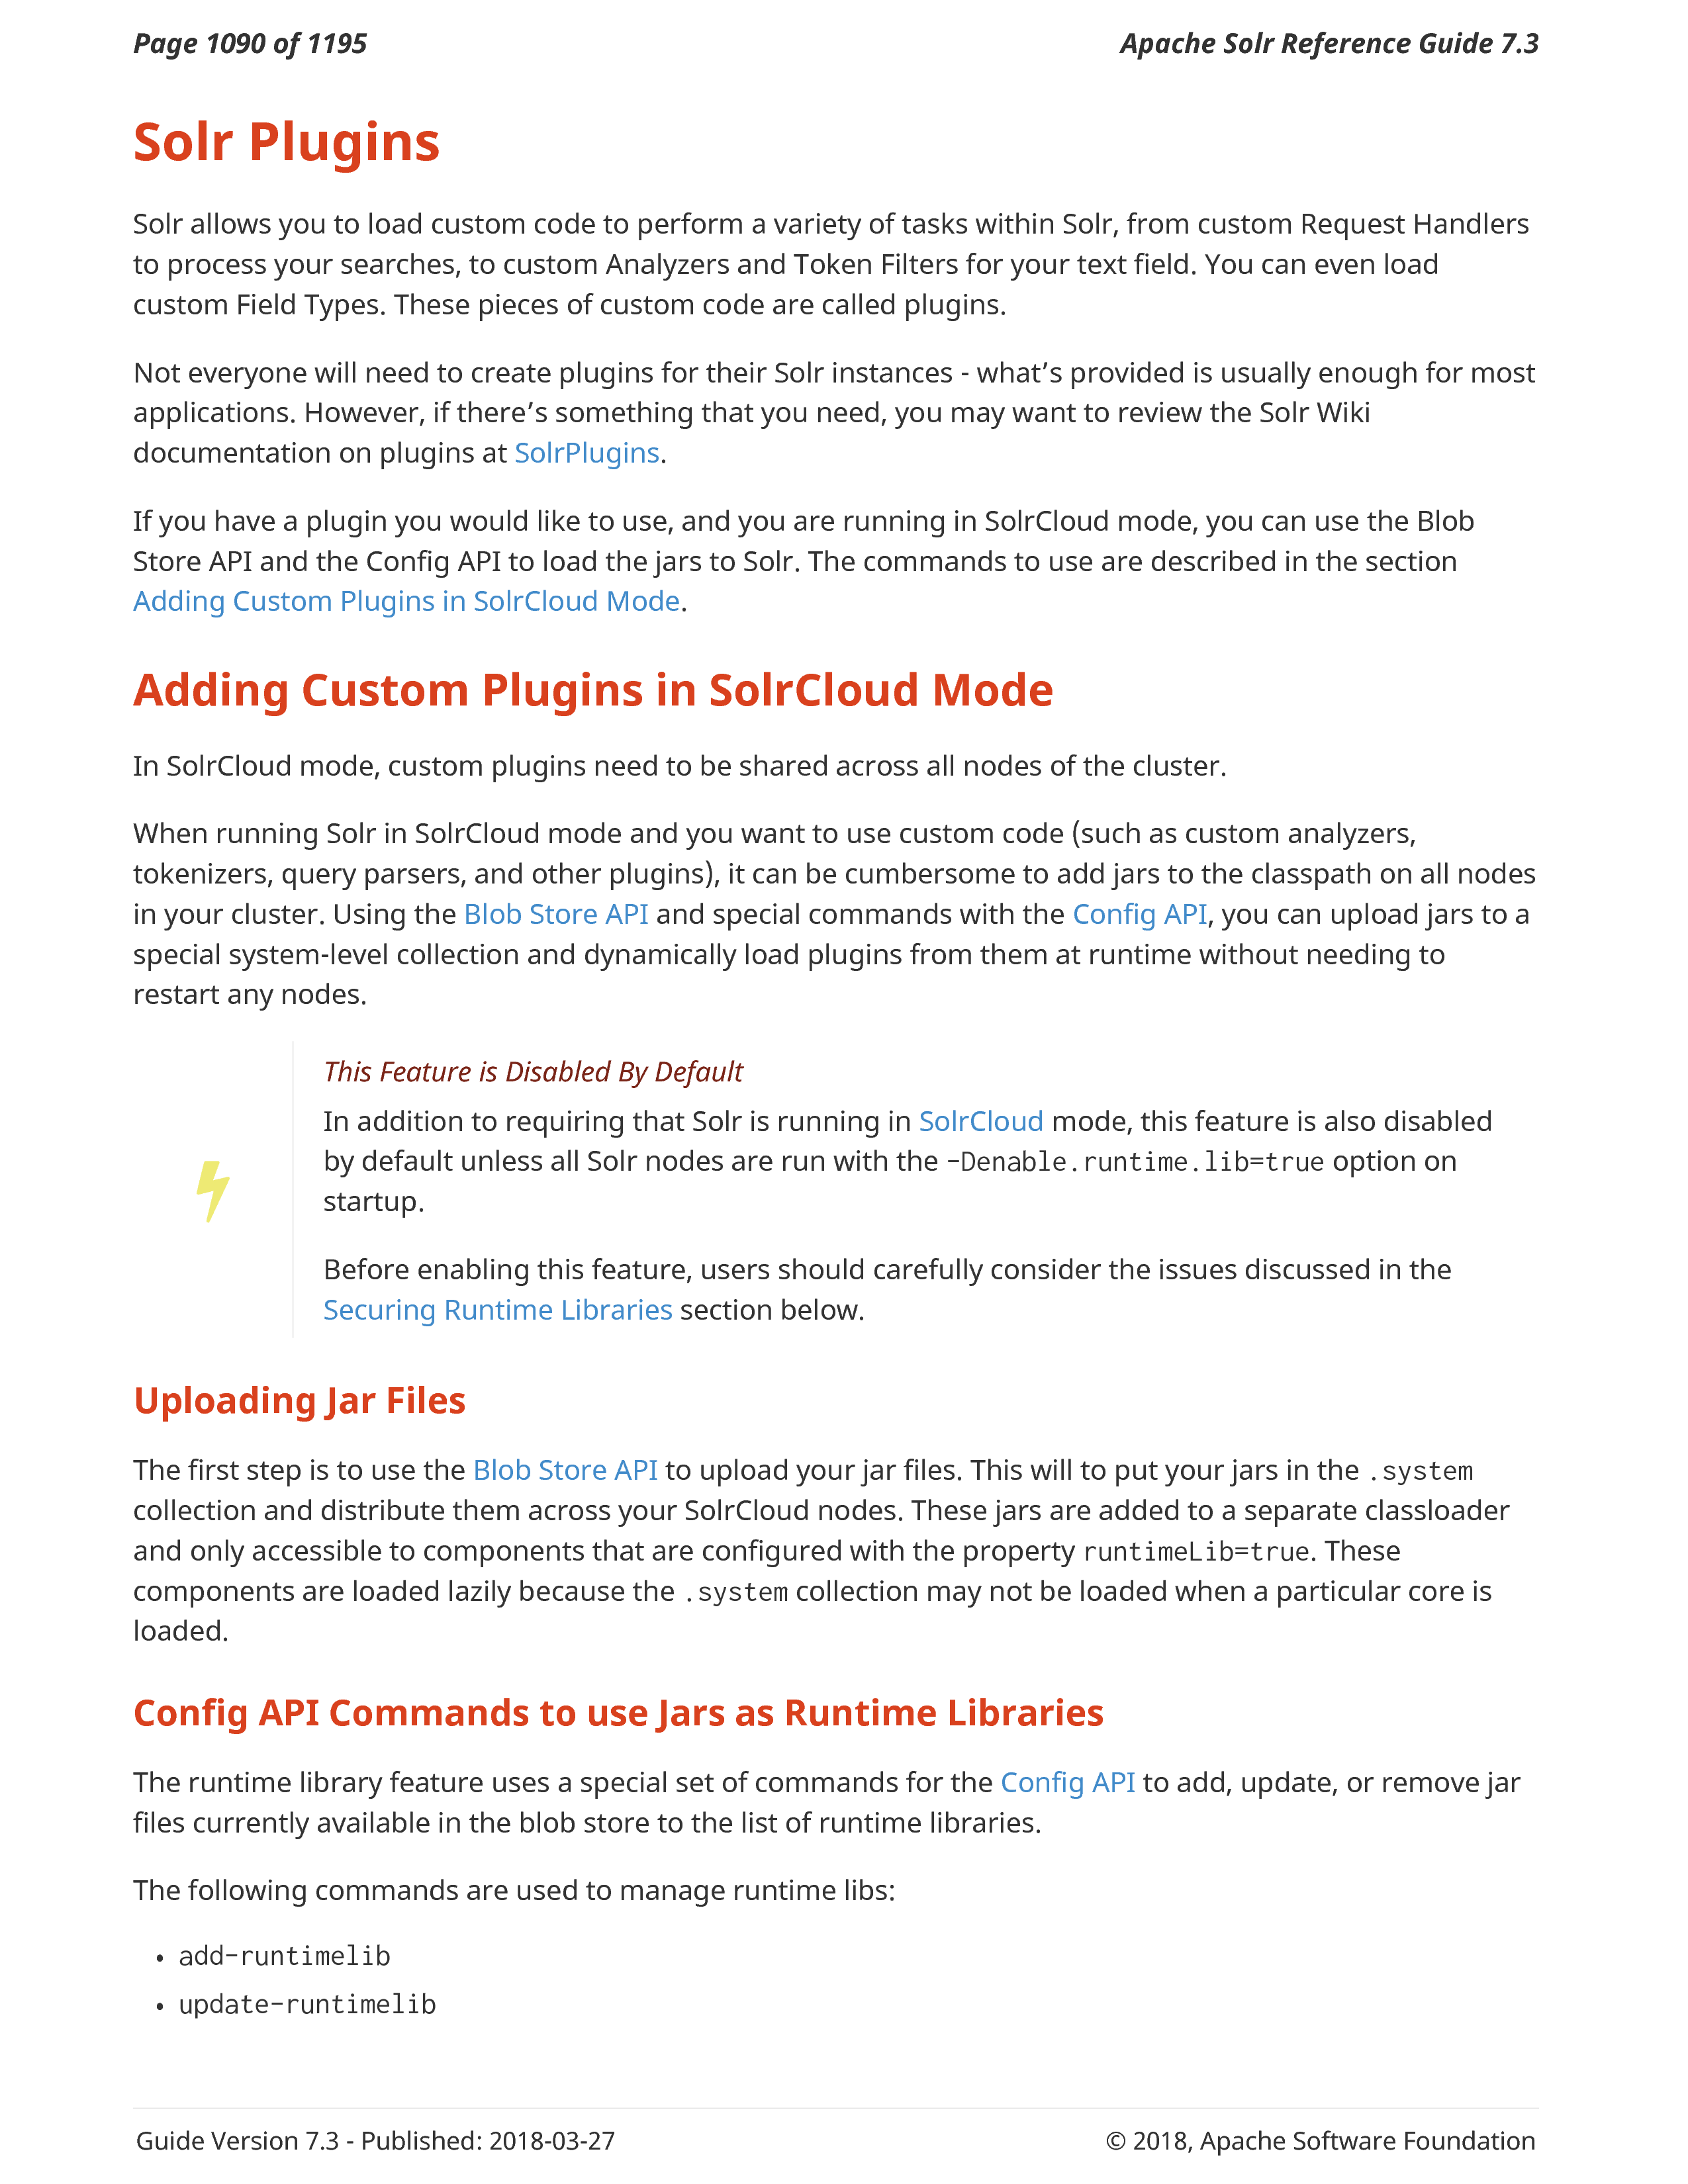 Page 1090 of 1195
Apache Solr Reference Guide 7.3
Solr Plugins
Solr allows you to load custom code to perform a variety of tasks within Solr, from custom Request Handlers
to process your searches, to custom Analyzers and Token Filters for your text field. You can even load
custom Field Types. These pieces of custom code are called plugins.
Not everyone will need to create plugins for their Solr instances - what’s provided is usually enough for most
applications. However, if there’s something that you need, you may want to review the Solr Wiki
documentation on plugins at SolrPlugins.
If you have a plugin you would like to use, and you are running in SolrCloud mode, you can use the Blob
Store API and the Config API to load the jars to Solr. The commands to use are described in the section
Adding Custom Plugins in SolrCloud Mode.
Adding Custom Plugins in SolrCloud Mode
In SolrCloud mode, custom plugins need to be shared across all nodes of the cluster.
When running Solr in SolrCloud mode and you want to use custom code (such as custom analyzers,
tokenizers, query parsers, and other plugins), it can be cumbersome to add jars to the classpath on all nodes
in your cluster. Using the Blob Store API and special commands with the Config API, you can upload jars to a
special system-level collection and dynamically load plugins from them at runtime without needing to
restart any nodes.
This Feature is Disabled By Default
In addition to requiring that Solr is running in SolrCloud mode, this feature is also disabled
by default unless all Solr nodes are run with the -Denable.runtime.lib=true option on
startup.
Before enabling this feature, users should carefully consider the issues discussed in the
Securing Runtime Libraries section below.
Uploading Jar Files
The first step is to use the Blob Store API to upload your jar files. This will to put your jars in the .system
collection and distribute them across your SolrCloud nodes. These jars are added to a separate classloader
and only accessible to components that are configured with the property runtimeLib=true. These
components are loaded lazily because the .system collection may not be loaded when a particular core is
loaded.
Config API Commands to use Jars as Runtime Libraries
The runtime library feature uses a special set of commands for the Config API to add, update, or remove jar
files currently available in the blob store to the list of runtime libraries.
The following commands are used to manage runtime libs:
• add-runtimelib
• update-runtimelib
Guide Version 7.3 - Published: 2018-03-27
© 2018, Apache Software Foundation